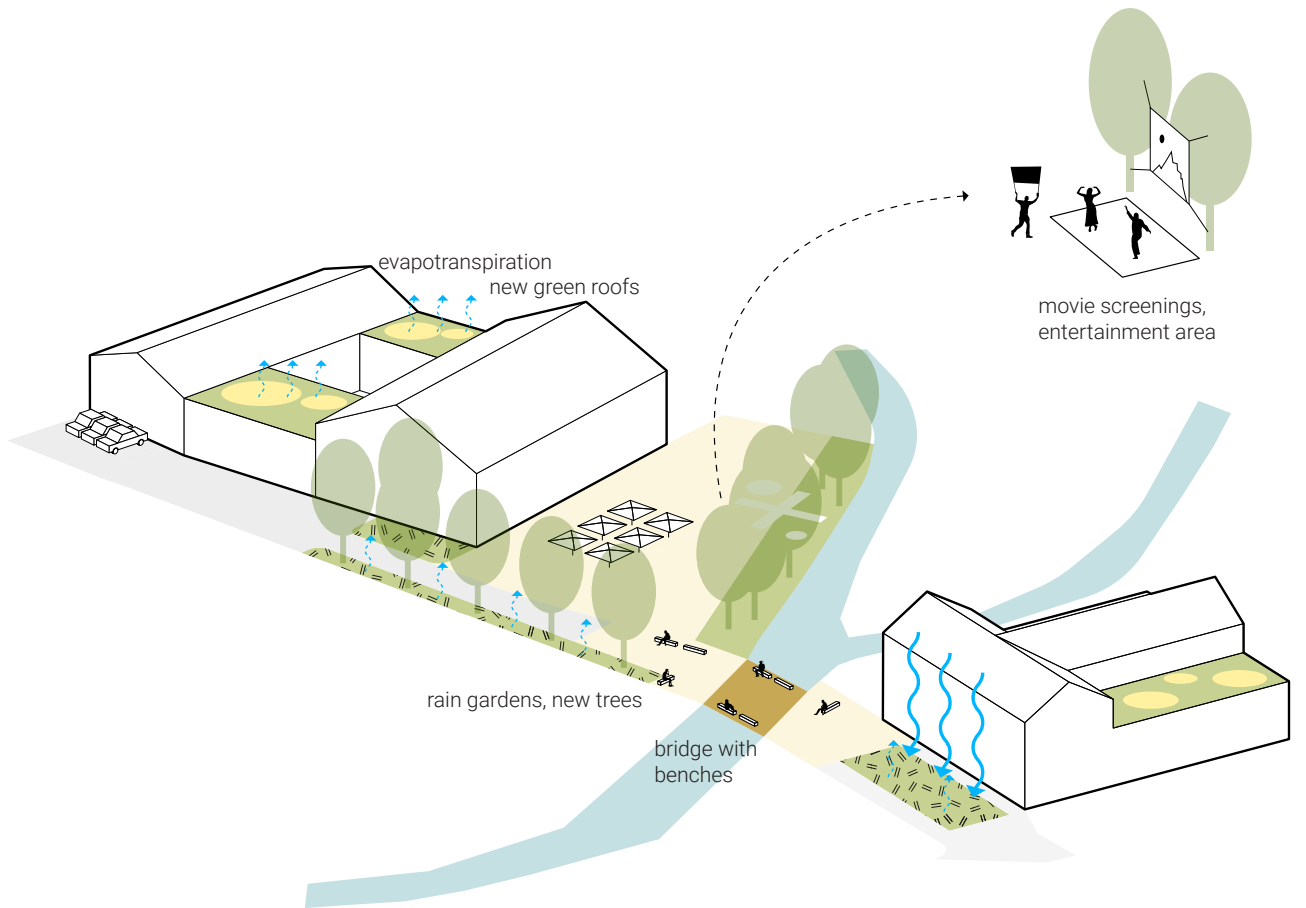 evapotranspiration
new green roofs
movie screenings,
entertainment area
rain gardens, new trees
bridge with
benches